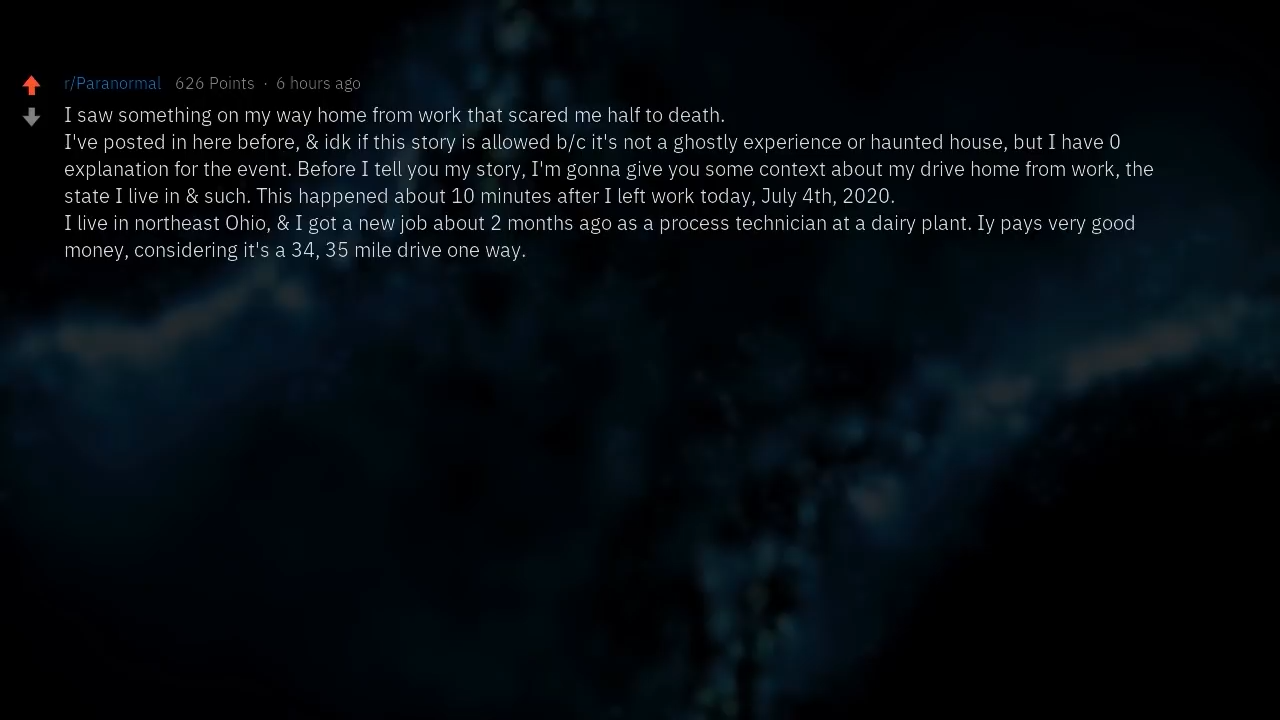 r/Paranormal 626 Points · 6 hours ago
I saw something on my way home from work that scared me half to death.
I've posted in here before, & idk if this story is allowed b/c it's not a ghostly experience or haunted house, but I have 0
explanation for the event. Before I tell you my story, I'm gonna give you some context about my drive home from work, the
state I live in & such. This happened about 10 minutes after I left work today, July 4th, 2020.
I live in northeast Ohio, & I got a new job about 2 months ago as a process technician at a dairy plant. Iy pays very good
money, considering it's a 34, 35 mile drive one way.